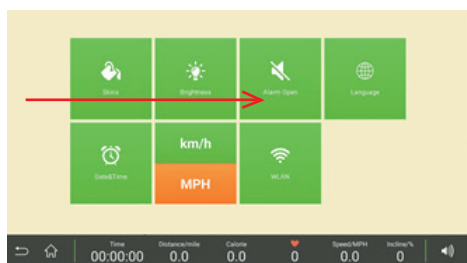 Skins
Brightness
Alarm Open
Language
Date&Time
km/h
MPH
WLAN
Time
00:00:00
Distance/mile
0.0
Calorie
0.0
0
Speed/MPH
0.0
Incline/%
0.0